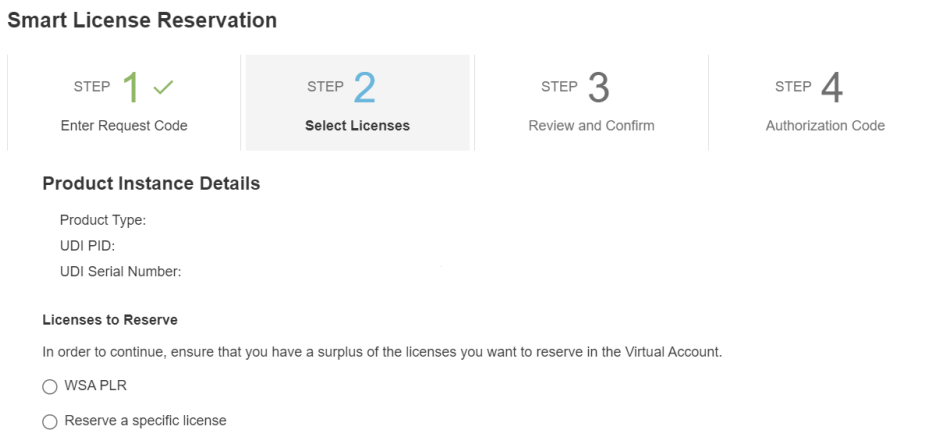 Smart License Reservation
STEP 1 ✓
Enter Request Code
STEP 2
Select Licenses
STEP 3
Review and Confirm
STEP 4
Authorization Code
Product Instance Details
Product Type:
UDI PID:
UDI Serial Number:
Licenses to Reserve
In order to continue, ensure that you have a surplus of the licenses you want to reserve in the Virtual Account.
WSA PLR
Reserve a specific license